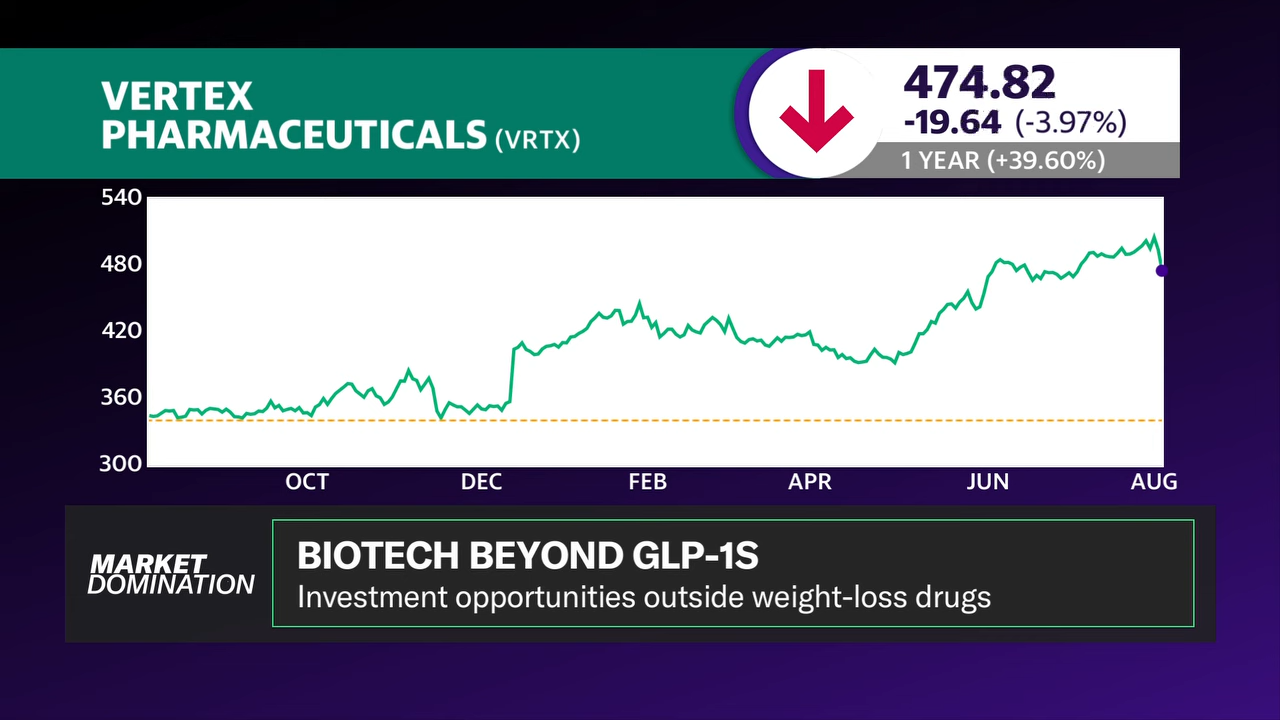 VERTEX
PHARMACEUTICALS (VRTX)
474.82
-19.64 (-3.97%)
1 YEAR (+39.60%)
540
480
420
360
300
OCT DEC FEB APR JUN AUG
MARKET
DOMINATION
BIOTECH BEYOND GLP-1S
Investment opportunities outside weight-loss drugs